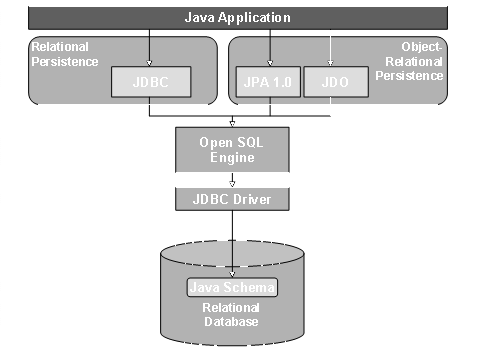 Java Application
Relational
Persistence
Object-
Relational
Persistence
JDBC
JPA 1.0
JDO
Open SQL
Engine
JDBC Driver
Java Schema
Relational
Database